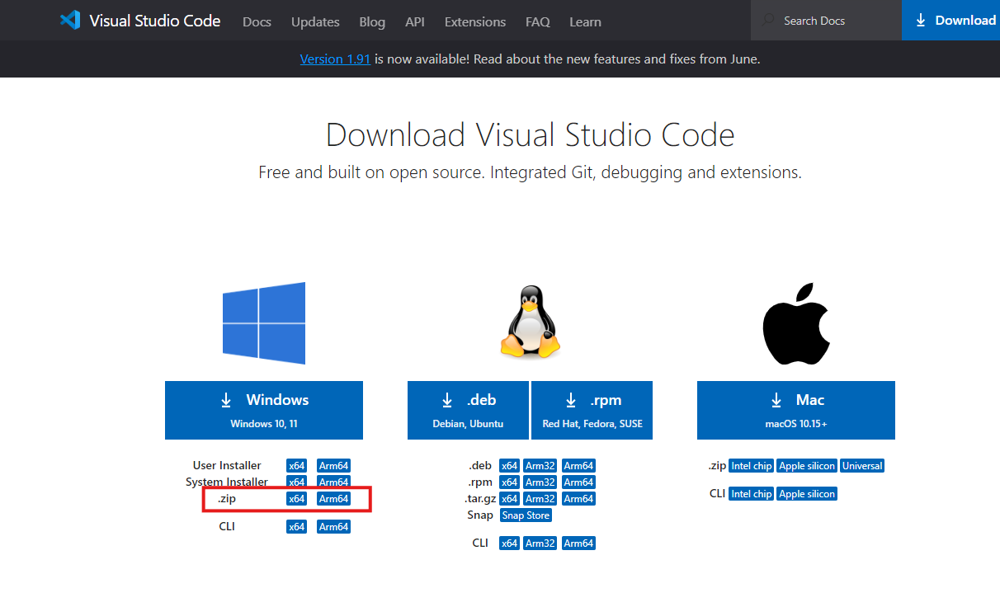 Visual Studio Code Docs Updates Blog API Extensions FAQ Learn Search Docs Download
Version 1.91 is now available! Read about the new features and fixes from June.
Download Visual Studio Code
Free and built on open source. Integrated Git, debugging and extensions.
Windows
Windows 10, 11
User Installer x64 Arm64
System Installer x64 Arm64
.zip x64 Arm64
CLI x64 Arm64
.deb
Debian, Ubuntu
.rpm
Red Hat, Fedora, SUSE
.deb x64 Arm32 Arm64
.rpm x64 Arm32 Arm64
.tar.gz x64 Arm32 Arm64
Snap Snap Store
CLI x64 Arm32 Arm64
Mac
macOS 10.15+
.zip Intel chip Apple silicon Universal
CLI Intel chip Apple silicon